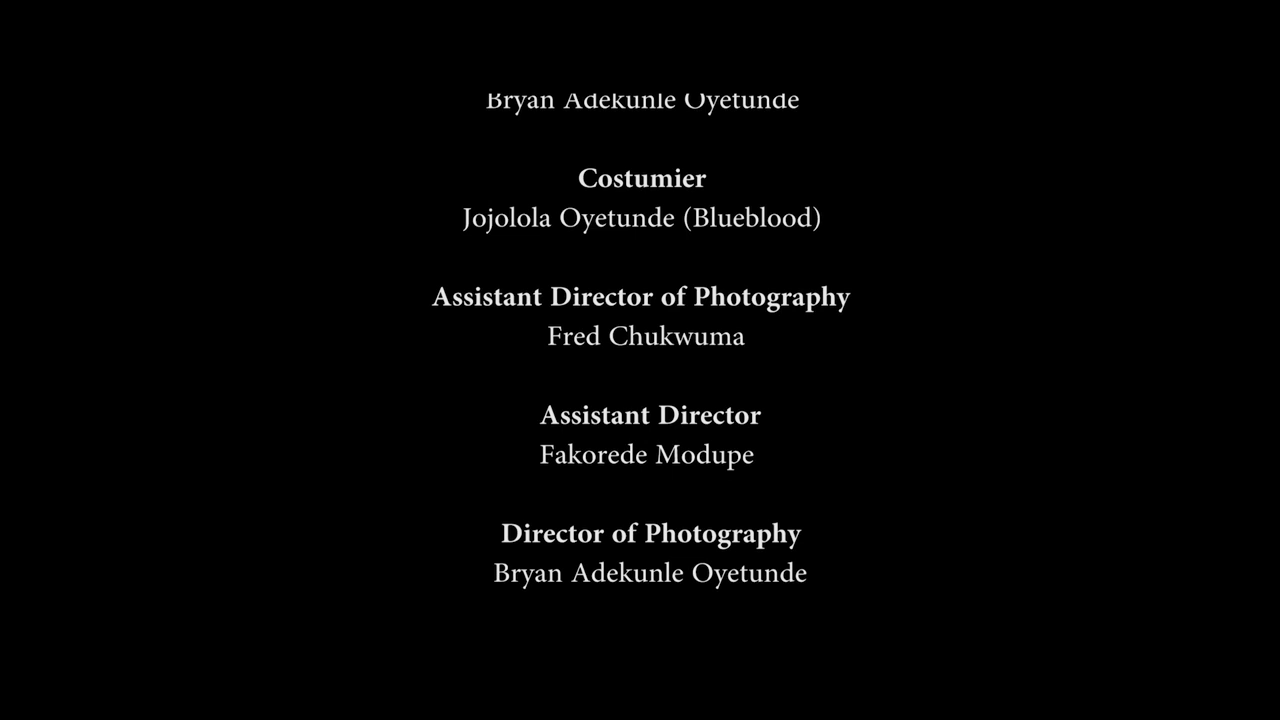 Bryan Adekunle Oyetunde
Costumier
Jojolola Oyetunde (Blueblood)
Assistant Director of Photography
Fred Chukwuma
Assistant Director
Fakorede Modupe
Director of Photography
Bryan Adekunle Oyetunde